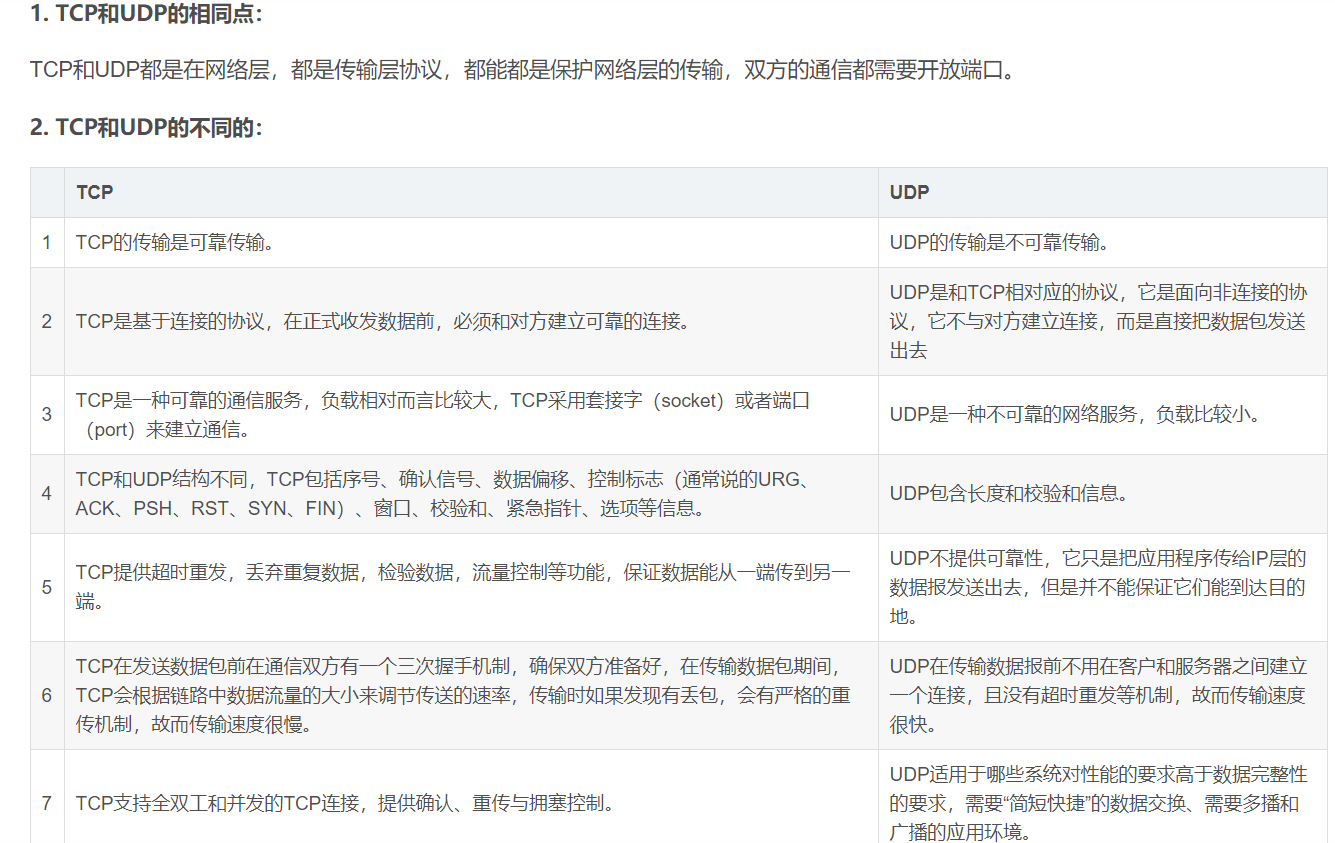 1. TCP和UDP的相同点：
TCP和UDP都是在网络层，都是传输层协议，都能都是保护网络层的传输，双方的通信都需要开放端口。
2. TCP和UDP的不同的：
TCP
UDP
1
TCP的传输是可靠传输。
UDP的传输是不可靠传输。
2
TCP是基于连接的协议，在正式收发数据前，必须和对方建立可靠的连接。
UDP是和TCP相对应的协议，它是面向非连接的协
议，它不与对方建立连接，而是直接把数据包发送
出去
3
TCP是一种可靠的通信服务，负载相对而言比较大，TCP采用套接字（socket）或者端口
（port）来建立通信。
UDP是一种不可靠的网络服务，负载比较小。
4
TCP和UDP结构不同，TCP包括序号、确认信号、数据偏移、控制标志（通常说的URG、
ACK、PSH、RST、SYN、FIN）、窗口、校验和、紧急指针、选项等信息。
UDP包含长度和校验和信息。
5
TCP提供超时重发，丢弃重复数据，检验数据，流量控制等功能，保证数据能从一端传到另一
端。
UDP不提供可靠性，它只是把应用程序传给IP层的
数据报发送出去，但是并不能保证它们能到达目的
地。
6
TCP在发送数据包前在通信双方有一个三次握手机制，确保双方准备好，在传输数据包期间，
TCP会根据链路中数据流量的大小来调节传送的速率，传输时如果发现有丢包，会有严格的重
传机制，故而传输速度很慢。
UDP在传输数据报前不用在客户和服务器之间建立
一个连接，且没有超时重发等机制，故而传输速度
很快。
7
TCP支持全双工和并发的TCP连接，提供确认、重传与拥塞控制。
UDP适用于哪些系统对性能的要求高于数据完整性
的要求，需要“简短快捷”的数据交换、需要多播和
广播的应用环境。